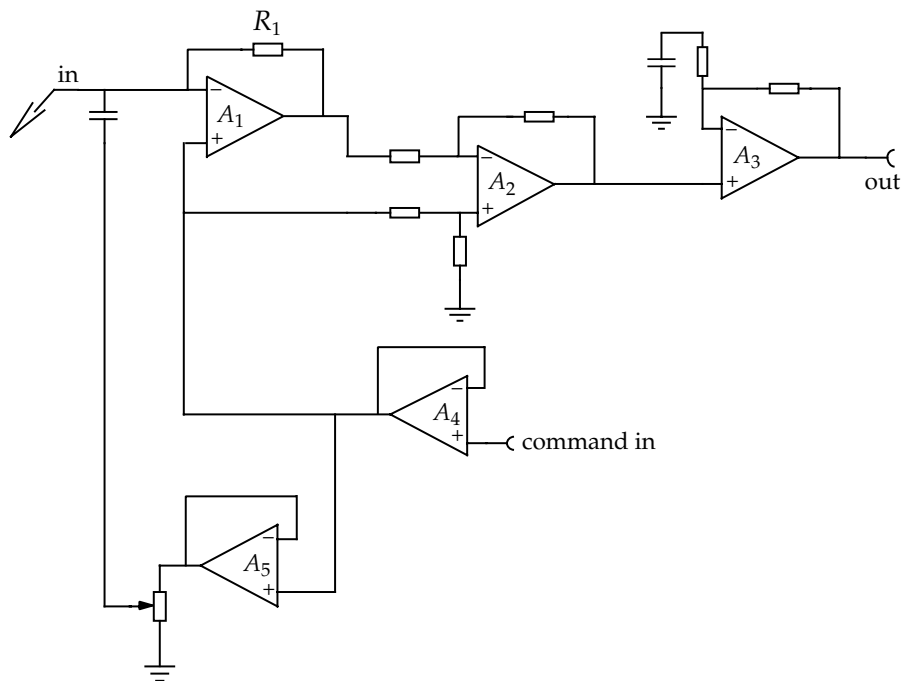 R1
in
−
A1
+
−
A2
+
−
A3
+
out
−
A4
+
command in
−
A5
+